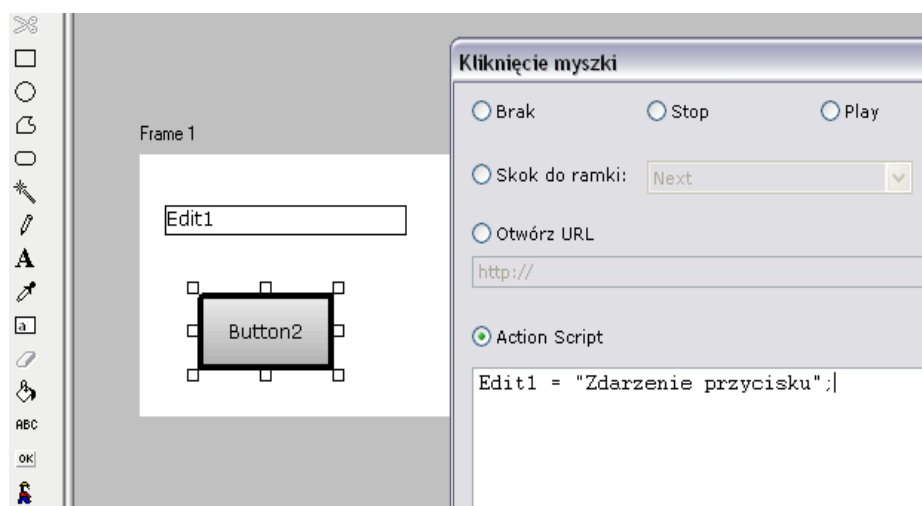 Kliknięcie myszki
Brak
Stop
Play
Frame 1
Skok do ramki:
Next
Edit1
Otwórz URL
http://
A
a
Button2
Action Script
Edit1 = "Zdarzenie przycisku";
ABC
OK